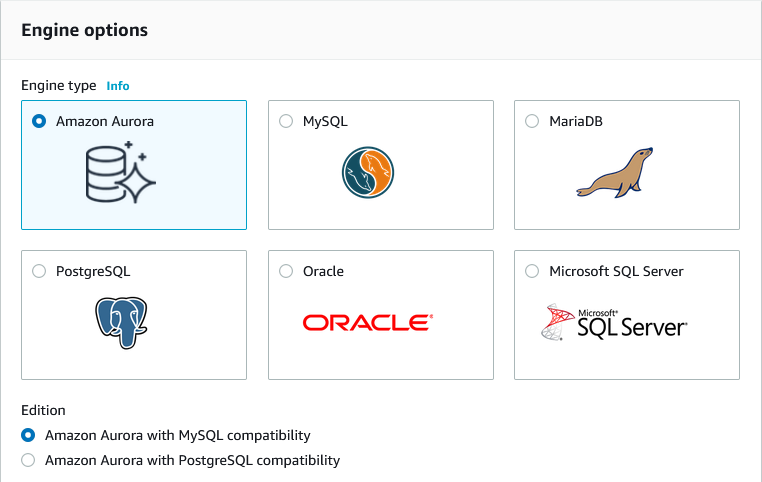 Engine options
Engine type Info
Amazon Aurora
MySQL
MariaDB
PostgreSQL
Oracle
Microsoft SQL Server
ORACLE®
Microsoft®
SQL Server®
Edition
Amazon Aurora with MySQL compatibility
Amazon Aurora with PostgreSQL compatibility